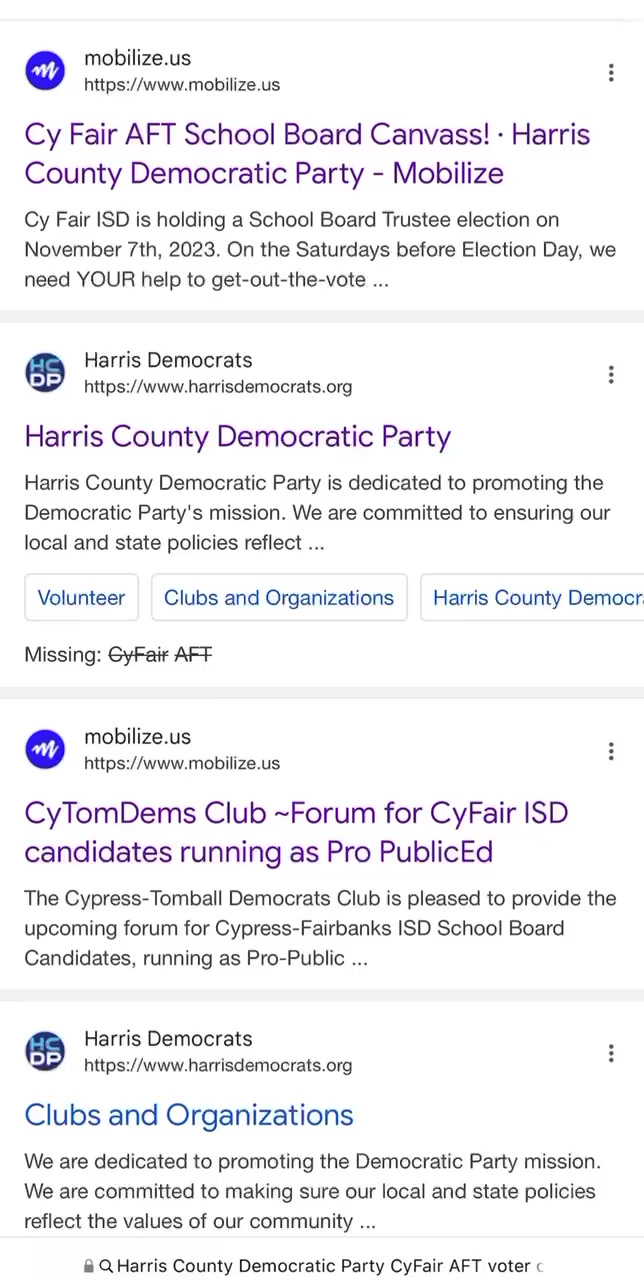 mobilize.us
https://www.mobilize.us
Cy Fair AFT School Board Canvass! · Harris
County Democratic Party - Mobilize
Cy Fair ISD is holding a School Board Trustee election on
November 7th, 2023. On the Saturdays before Election Day, we
need YOUR help to get-out-the-vote ...
HC
DP
Harris Democrats
https://www.harrisdemocrats.org
Harris County Democratic Party
Harris County Democratic Party is dedicated to promoting the
Democratic Party's mission. We are committed to ensuring our
local and state policies reflect ...
Volunteer Clubs and Organizations Harris County Democr
Missing: CyFair AFT
mobilize.us
https://www.mobilize.us
CyTomDems Club ~Forum for CyFair ISD
candidates running as Pro PublicEd
The Cypress-Tomball Democrats Club is pleased to provide the
upcoming forum for Cypress-Fairbanks ISD School Board
Candidates, running as Pro-Public ...
HC
DP
Harris Democrats
https://www.harrisdemocrats.org
Clubs and Organizations
We are dedicated to promoting the Democratic Party mission.
We are committed to making sure our local and state policies
reflect the values of our community ...
Harris County Democratic Party CyFair AFT voter c